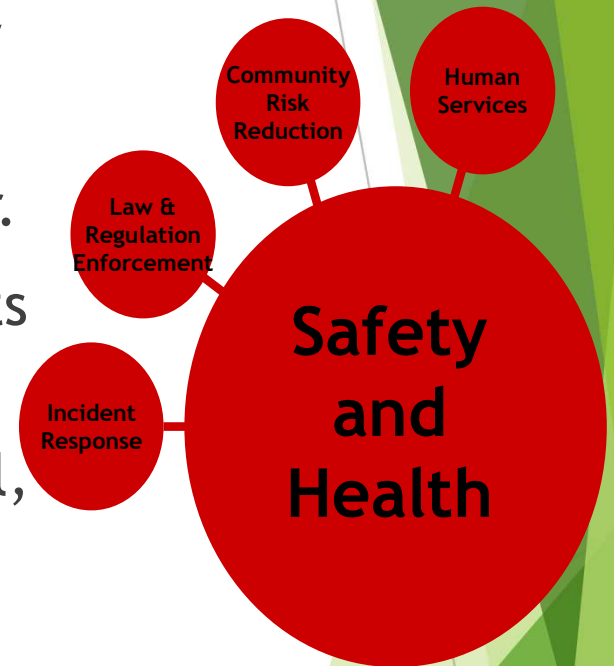 Community
Risk
Reduction
Human
Services
Law &
Regulation
Enforcement
Incident
Response
Safety
and
Health